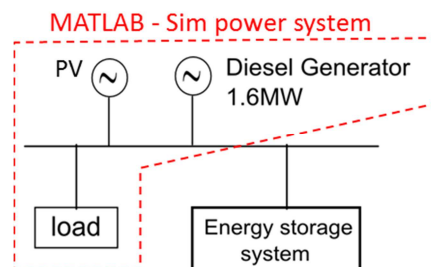 MATLAB - Sim power system
PV
Diesel Generator
1.6MW
load
Energy storage
system